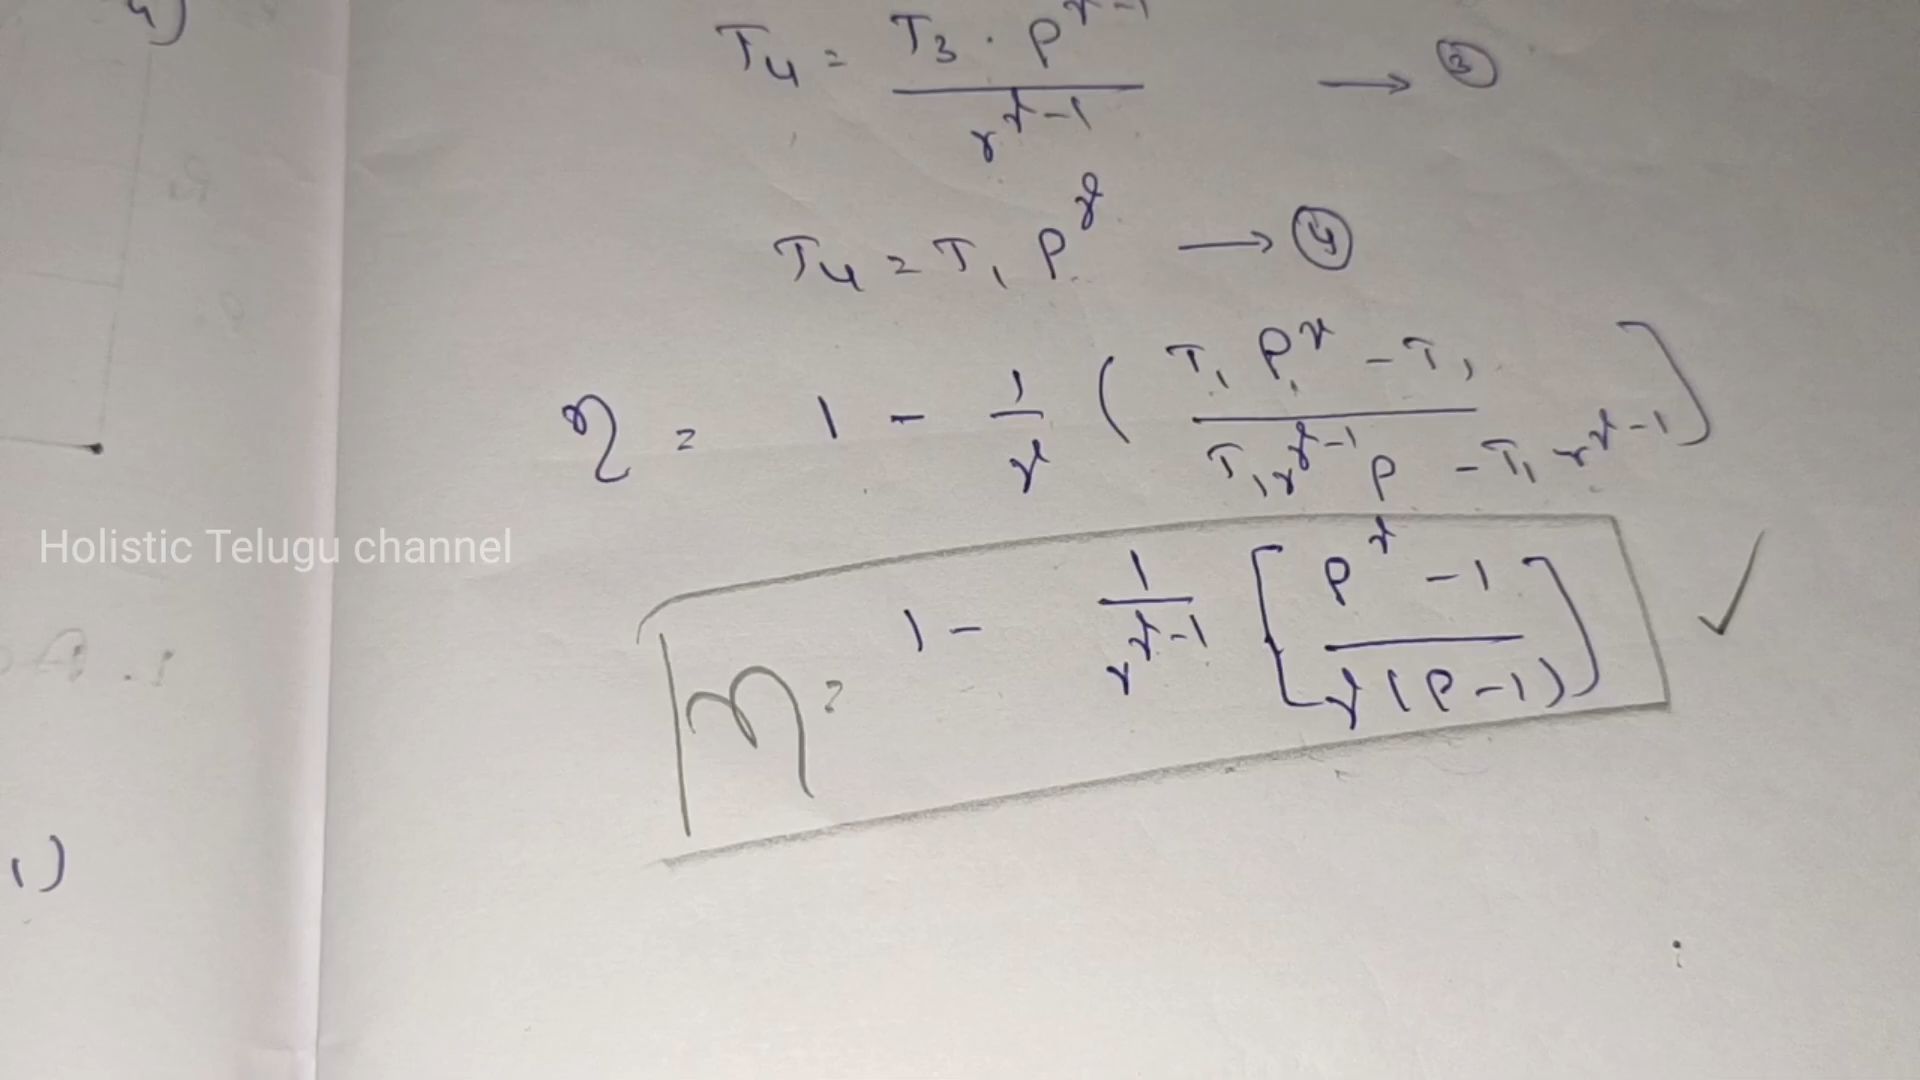 T₄ = T₃ · ρ^(γ-1) / r^(γ-1) → ③
T₄ = T₁ ρ^γ → ④
η = 1 - 1/γ ( T₁ ρ^γ - T₁ / T₁ r^(γ-1) ρ - T₁ r^(γ-1) ]
Holistic Telugu channel
η = 1 - 1/r^(γ-1) [ ρ^γ - 1 / γ(ρ-1) ] ✓
1)